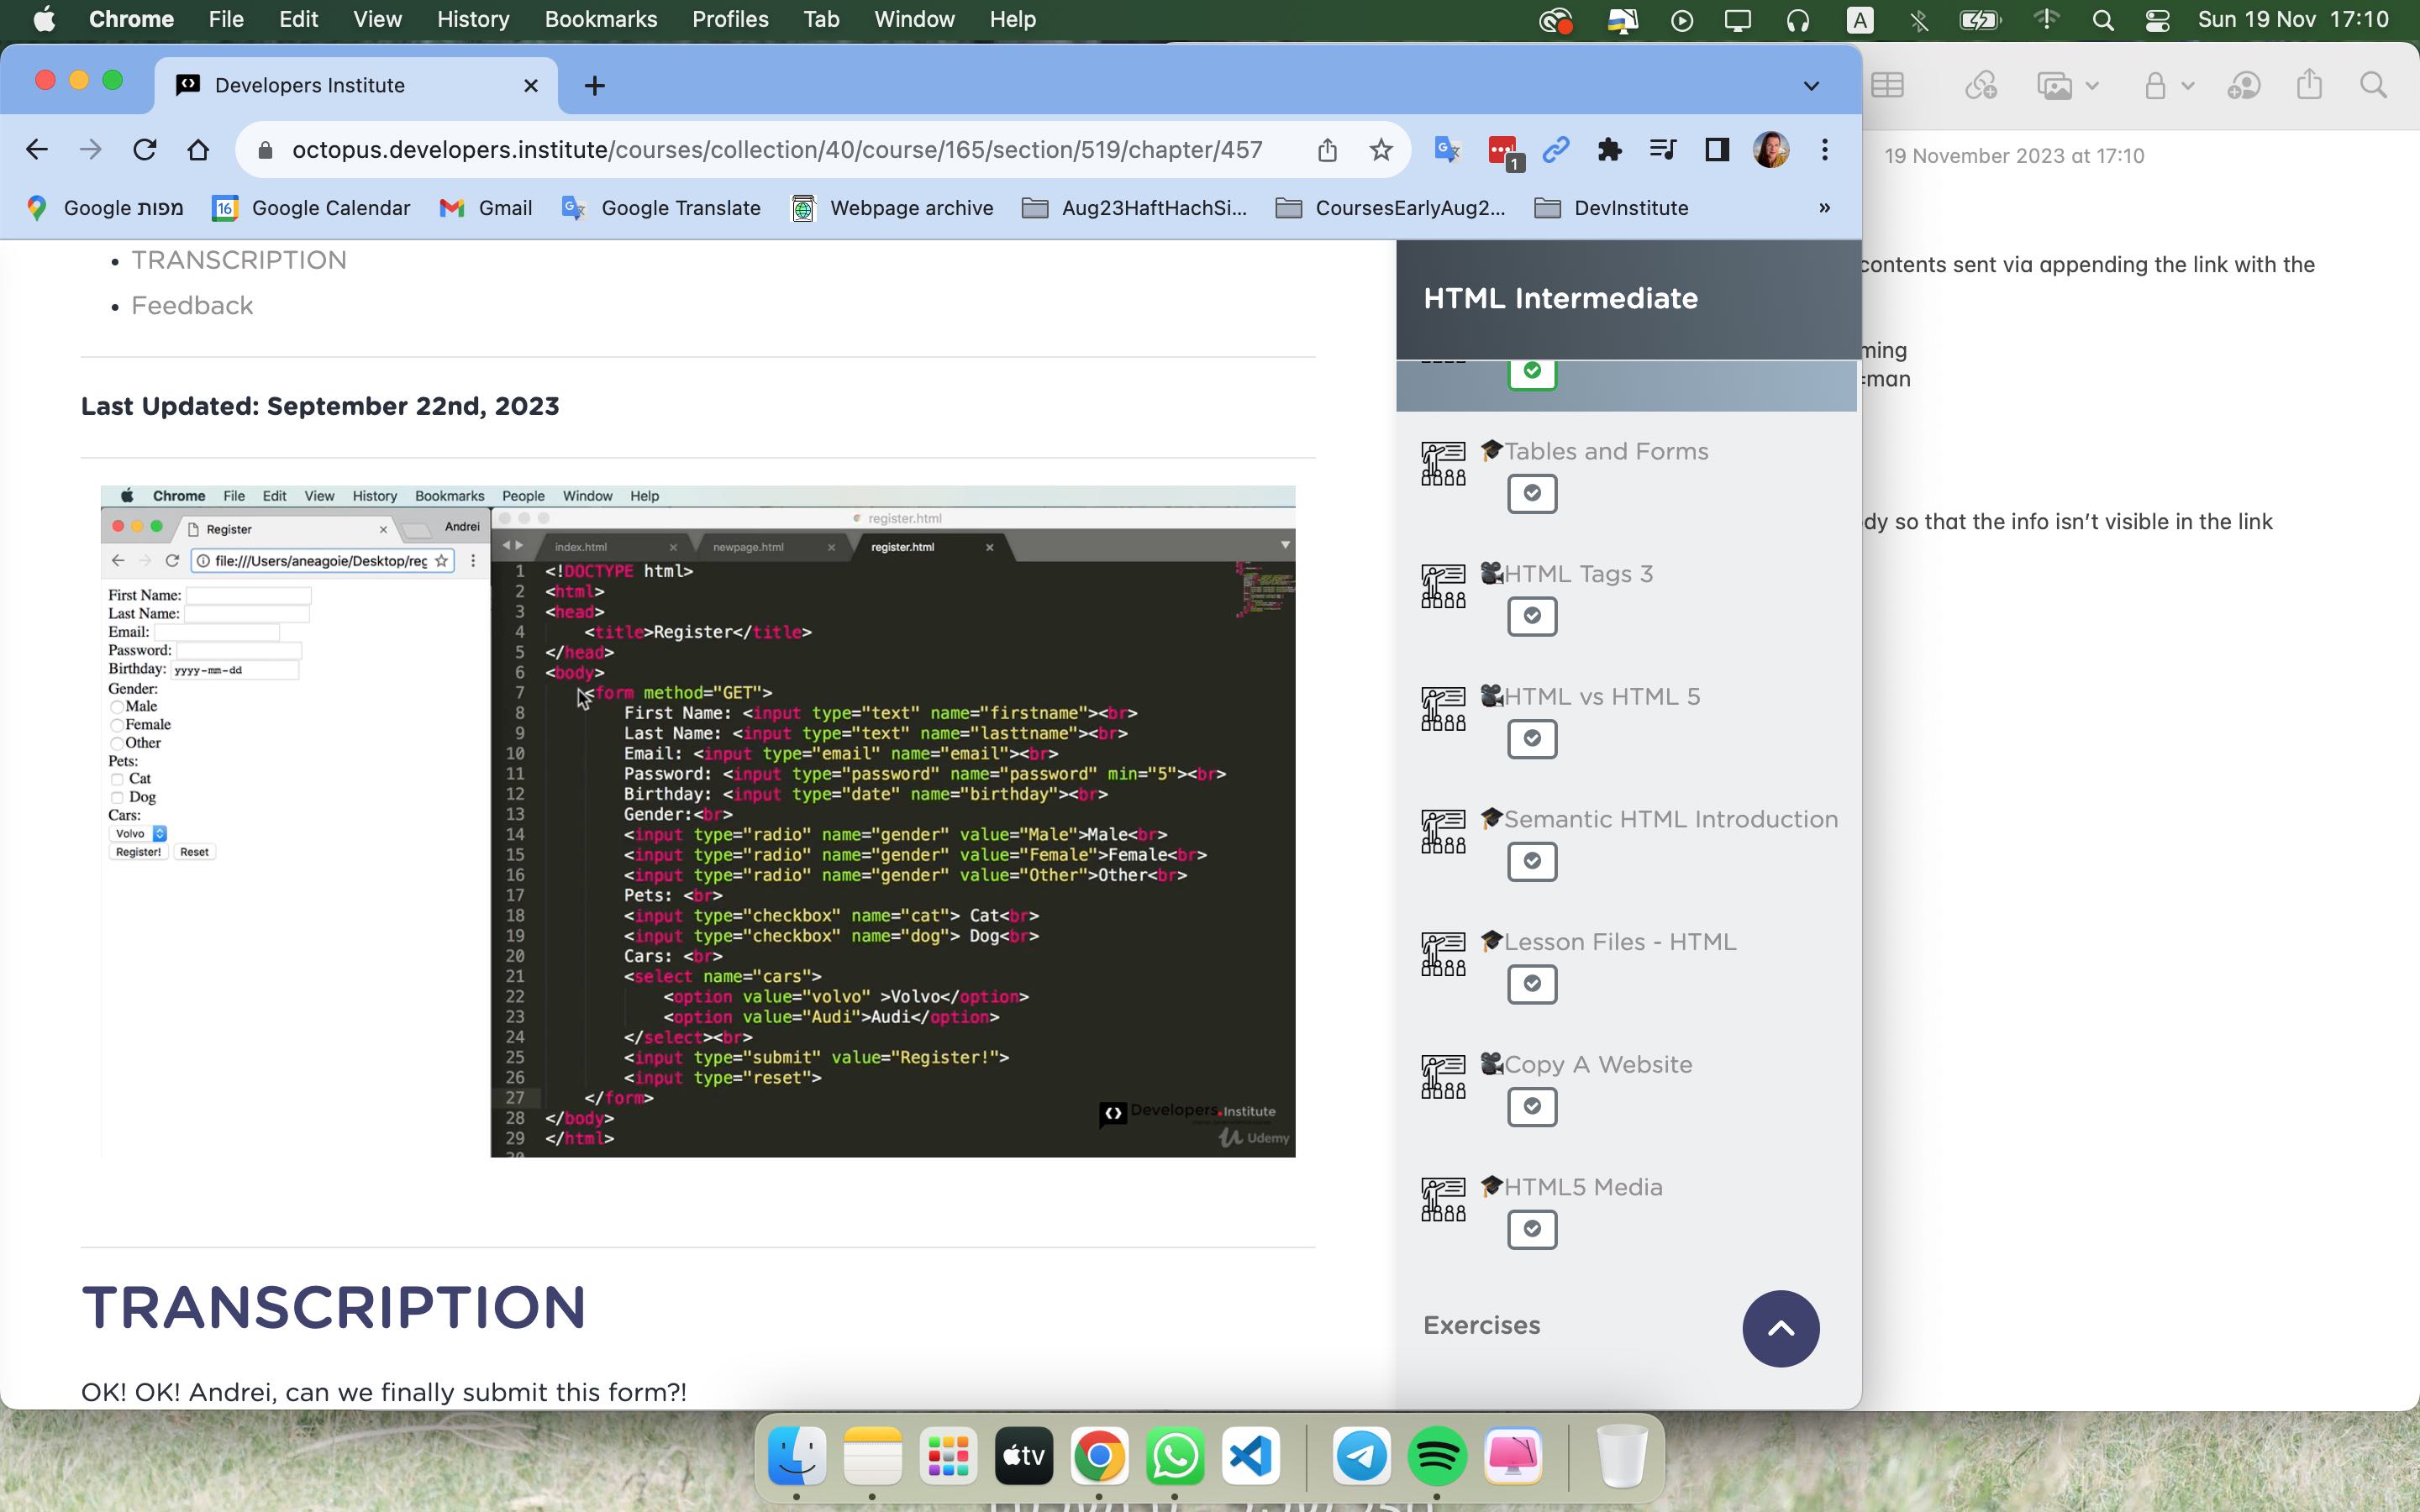 Chrome File Edit View History Bookmarks Profiles Tab Window Help A Sun 19 Nov 17:10
Developers Institute
octopus.developers.institute/courses/collection/40/course/165/section/519/chapter/457
1
Google מפות 16 Google Calendar Gmail Google Translate Webpage archive Aug23HaftHachSi... CoursesEarlyAug2... DevInstitute »
19 November 2023 at 17:10
contents sent via appending the link with the
ming
=man
dy so that the info isn't visible in the link
• TRANSCRIPTION
• Feedback
Last Updated: September 22nd, 2023
Chrome File Edit View History Bookmarks People Window Help
Register Andrei
file:///Users/aneagoie/Desktop/reg
First Name:
Last Name:
Email:
Password:
Birthday: yyyy-mm-dd
Gender:
Male
Female
Other
Pets:
Cat
Dog
Cars:
Volvo
Register! Reset
register.html
index.html newpage.html register.html
1 <!DOCTYPE html>
2 <html>
3 <head>
4 <title>Register</title>
5 </head>
6 <body>
7 <form method="GET">
8 First Name: <input type="text" name="firstname"><br>
9 Last Name: <input type="text" name="lasttname"><br>
10 Email: <input type="email" name="email"><br>
11 Password: <input type="password" name="password" min="5"><br>
12 Birthday: <input type="date" name="birthday"><br>
13 Gender:<br>
14 <input type="radio" name="gender" value="Male">Male<br>
15 <input type="radio" name="gender" value="Female">Female<br>
16 <input type="radio" name="gender" value="Other">Other<br>
17 Pets: <br>
18 <input type="checkbox" name="cat"> Cat<br>
19 <input type="checkbox" name="dog"> Dog<br>
20 Cars: <br>
21 <select name="cars">
22 <option value="volvo" >Volvo</option>
23 <option value="Audi">Audi</option>
24 </select><br>
25 <input type="submit" value="Register!">
26 <input type="reset">
27 </form>
28 </body>
29 </html>
Developers.Institute
Udemy
TRANSCRIPTION
OK! OK! Andrei, can we finally submit this form?!
HTML Intermediate
Tables and Forms
HTML Tags 3
HTML vs HTML 5
Semantic HTML Introduction
Lesson Files - HTML
Copy A Website
HTML5 Media
Exercises
tv